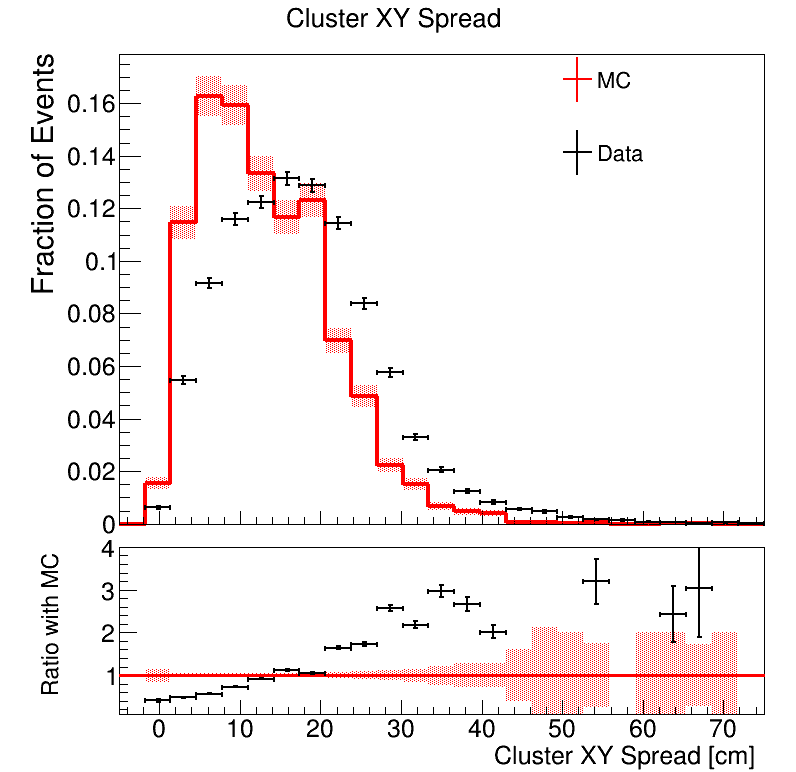 Cluster XY Spread
Fraction of Events
0.16
0.14
0.12
0.1
0.08
0.06
0.04
0.02
0
MC
Data
Ratio with MC
4
3
2
1
0 10 20 30 40 50 60 70
Cluster XY Spread [cm]